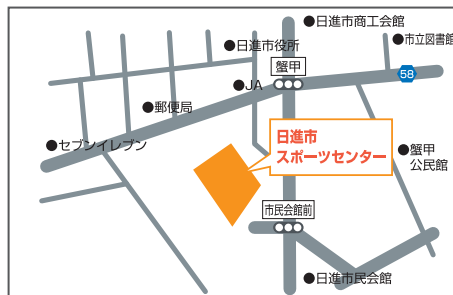 ●日進市商工会館
●日進市役所
●市立図書館
蟹甲
58
●JA
●郵便局
日進市
スポーツセンター
●セブンイレブン
●蟹甲
公民館
市民会館前
●日進市民会館